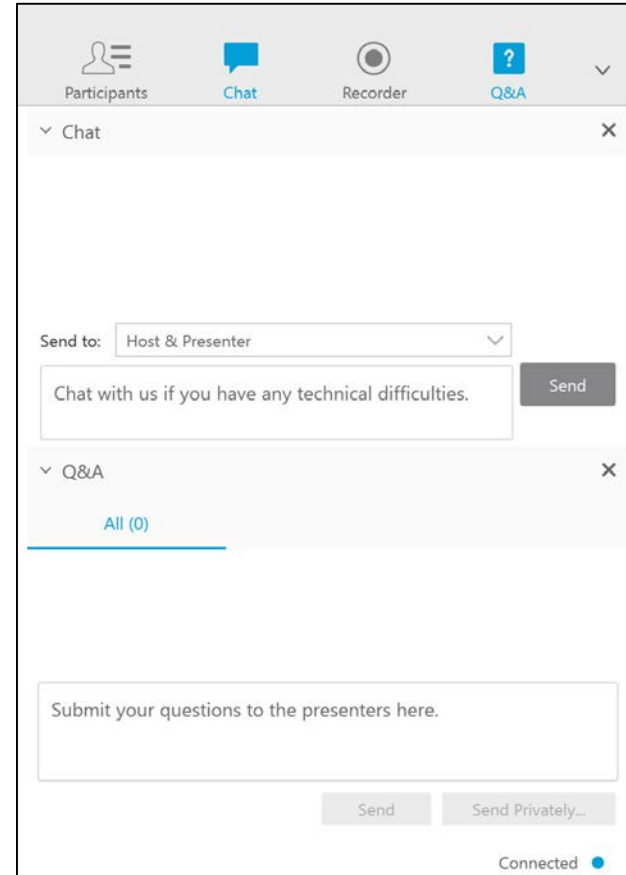 Participants Chat Recorder Q&A
Chat
Send to: Host & Presenter
Chat with us if you have any technical difficulties. Send
Q&A
All (0)
Submit your questions to the presenters here.
Send Send Privately...
Connected